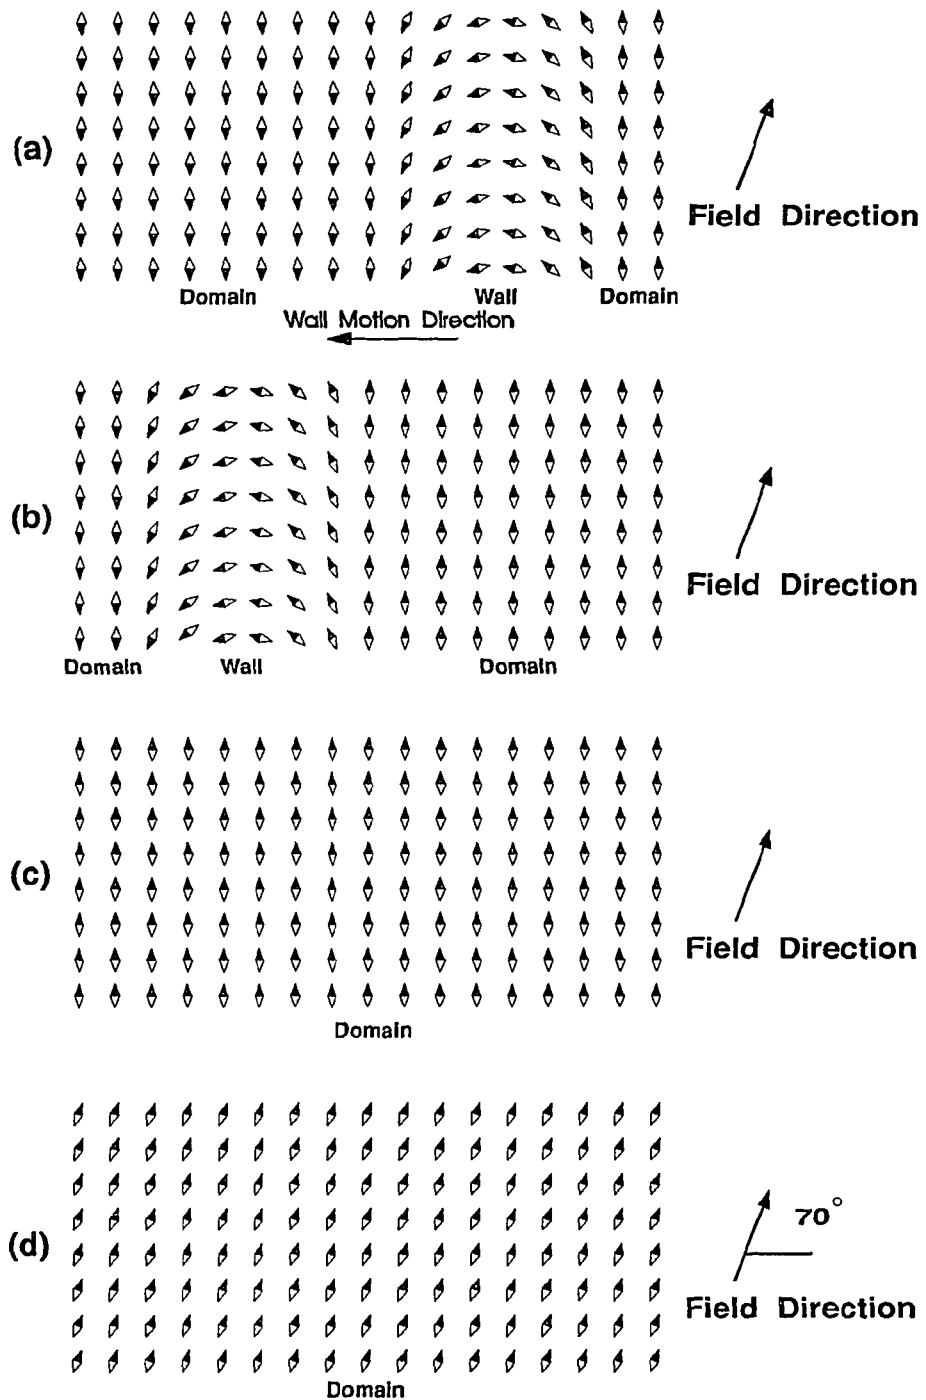 (a)
Field Direction
Domain Wall Domain
Wall Motion Direction
(b)
Field Direction
Domain Wall Domain
(c)
Field Direction
Domain
(d)
70°
Field Direction
Domain